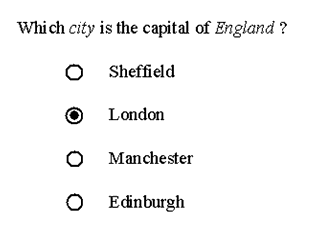 Which city is the capital of England ?
Sheffield
London
Manchester
Edinburgh